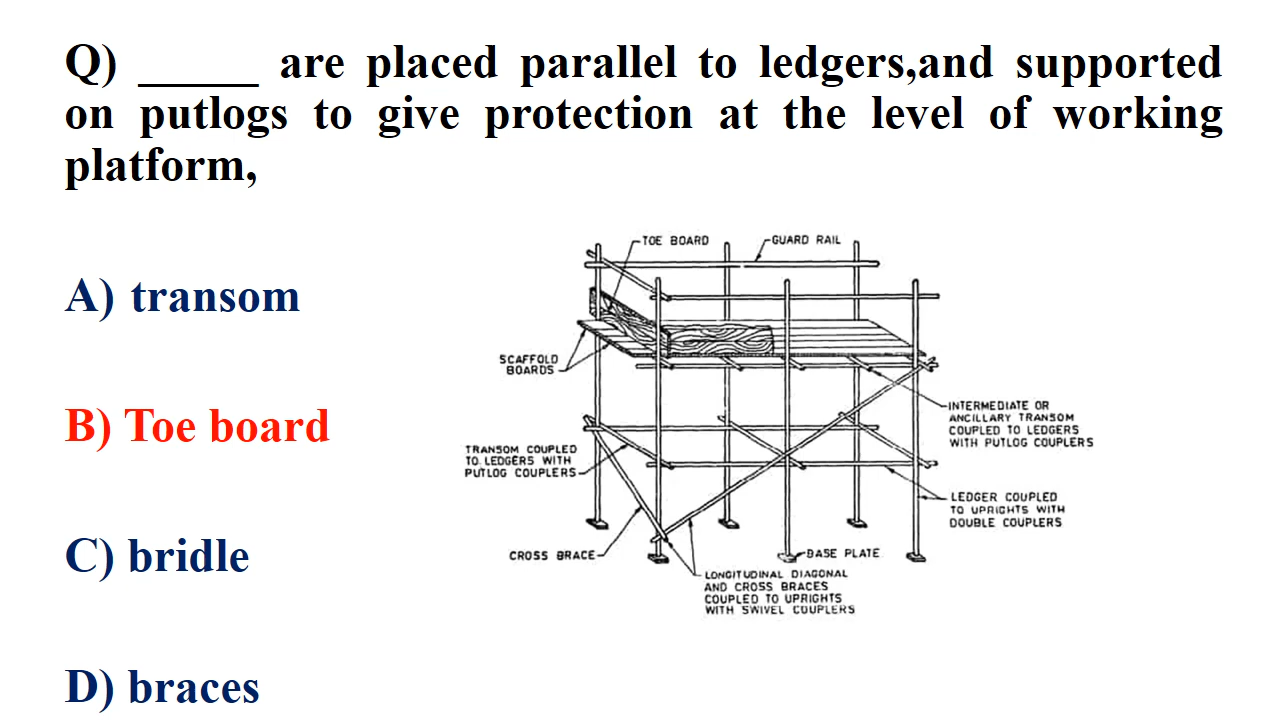 Q) _____ are placed parallel to ledgers,and supported
on putlogs to give protection at the level of working
platform,
A) transom
B) Toe board
C) bridle
D) braces
TOE BOARD
GUARD RAIL
SCAFFOLD
BOARDS
INTERMEDIATE OR
ANCILLARY TRANSOM
COUPLED TO LEDGERS
WITH PUTLOG COUPLERS
TRANSOM COUPLED
TO LEDGERS WITH
PUTLOG COUPLERS
LEDGER COUPLED
TO UPRIGHTS WITH
DOUBLE COUPLERS
CROSS BRACE
BASE PLATE
LONGITUDINAL DIAGONAL
AND CROSS BRACES
COUPLED TO UPRIGHTS
WITH SWIVEL COUPLERS